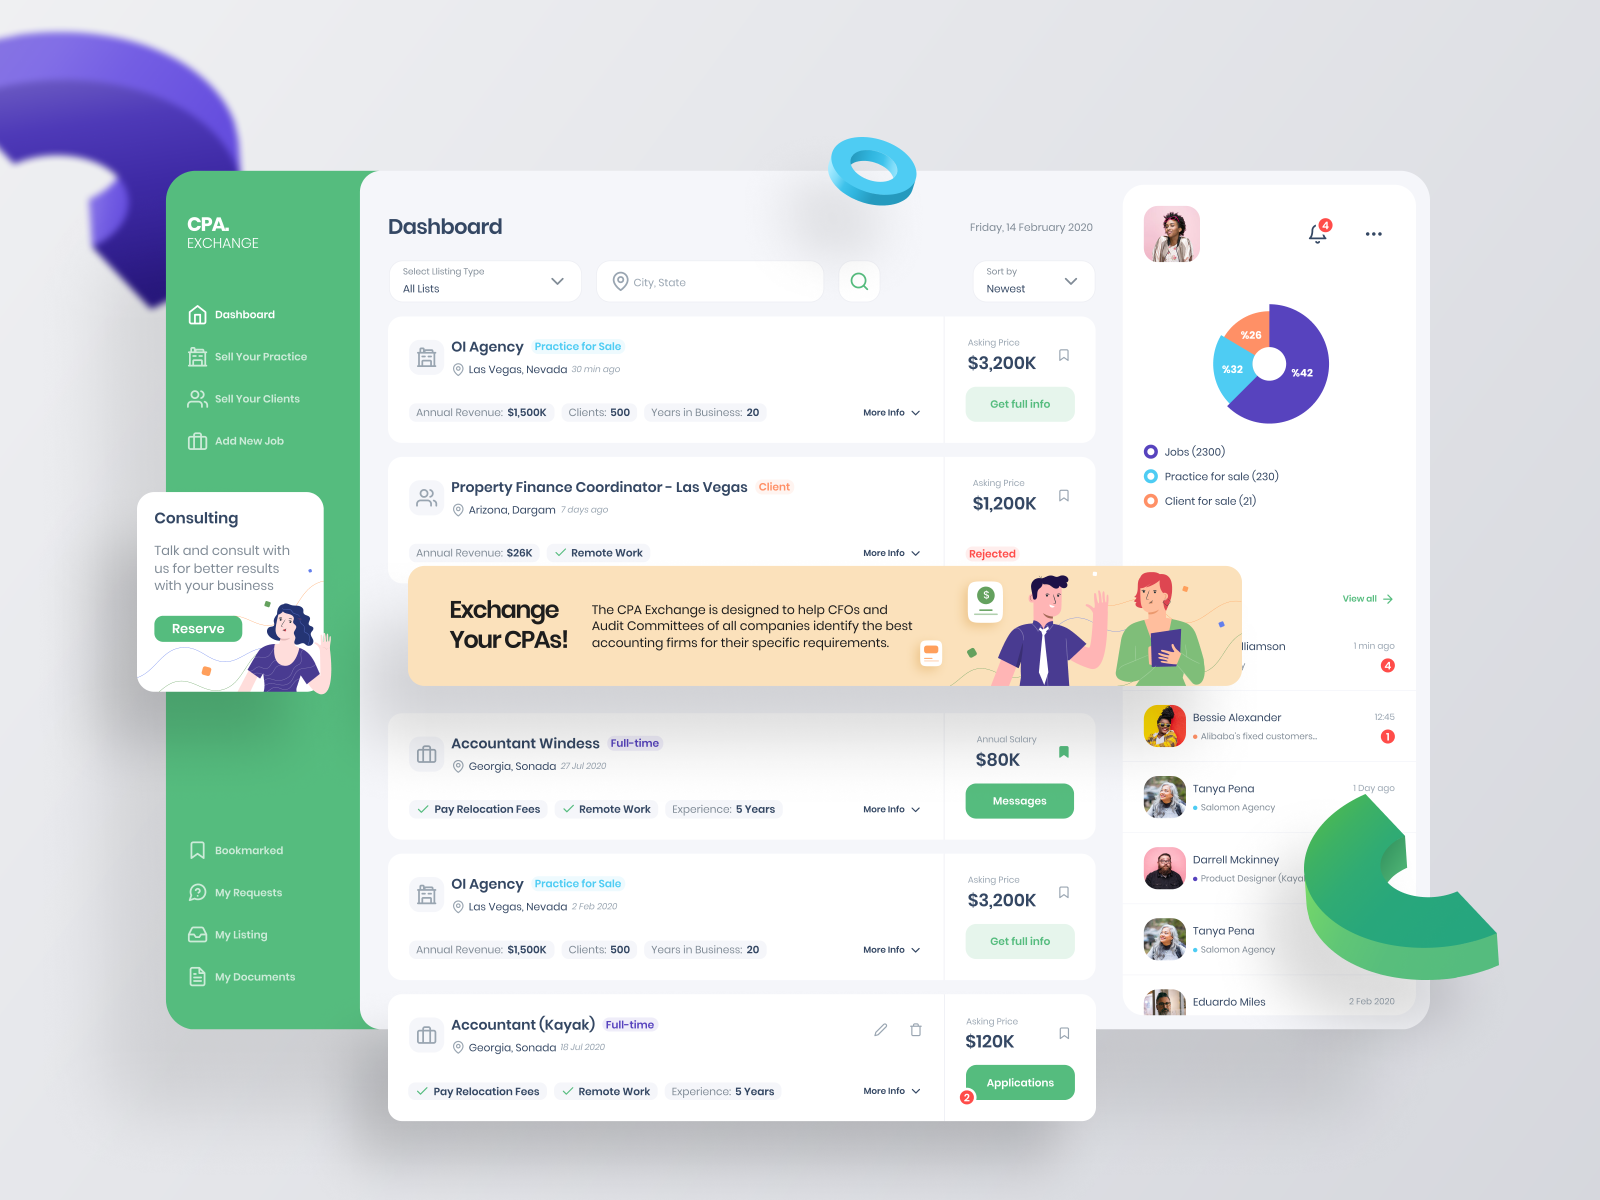 CPA.
EXCHANGE
Dashboard
Sell Your Practice
Sell Your Clients
Add New Job
Consulting
Talk and consult with
us for better results
with your business
Reserve
Bookmarked
My Requests
My Listing
My Documents
Dashboard
Friday, 14 February 2020
Select Llisting Type
All Lists
City, State
Sort by
Newest
OI Agency Practice for Sale
Las Vegas, Nevada 30 min ago
Annual Revenue: $1,500K Clients: 500 Years in Business: 20 More Info
Asking Price
$3,200K
Get full info
Property Finance Coordinator - Las Vegas Client
Arizona, Dargam 7 days ago
Annual Revenue: $26K Remote Work More Info
Asking Price
$1,200K
Rejected
Exchange
Your CPAs!
The CPA Exchange is designed to help CFOs and
Audit Committees of all companies identify the best
accounting firms for their specific requirements.
$
Accountant Windess Full-time
Georgia, Sonada 27 Jul 2020
Pay Relocation Fees Remote Work Experience: 5 Years More Info
Annual Salary
$80K
Messages
OI Agency Practice for Sale
Las Vegas, Nevada 2 Feb 2020
Annual Revenue: $1,500K Clients: 500 Years in Business: 20 More Info
Asking Price
$3,200K
Get full info
Accountant (Kayak) Full-time
Georgia, Sonada 18 Jul 2020
Pay Relocation Fees Remote Work Experience: 5 Years More Info
Asking Price
$120K
Applications
2
4
%26
%32
%42
Jobs (2300)
Practice for sale (230)
Client for sale (21)
View all
lliamson 1 min ago
4
Bessie Alexander 12:45
Alibaba's fixed customers... 1
Tanya Pena 1 Day ago
Salomon Agency
Darrell Mckinney
Product Designer (Kaya
Tanya Pena
Salomon Agency
Eduardo Miles 2 Feb 2020